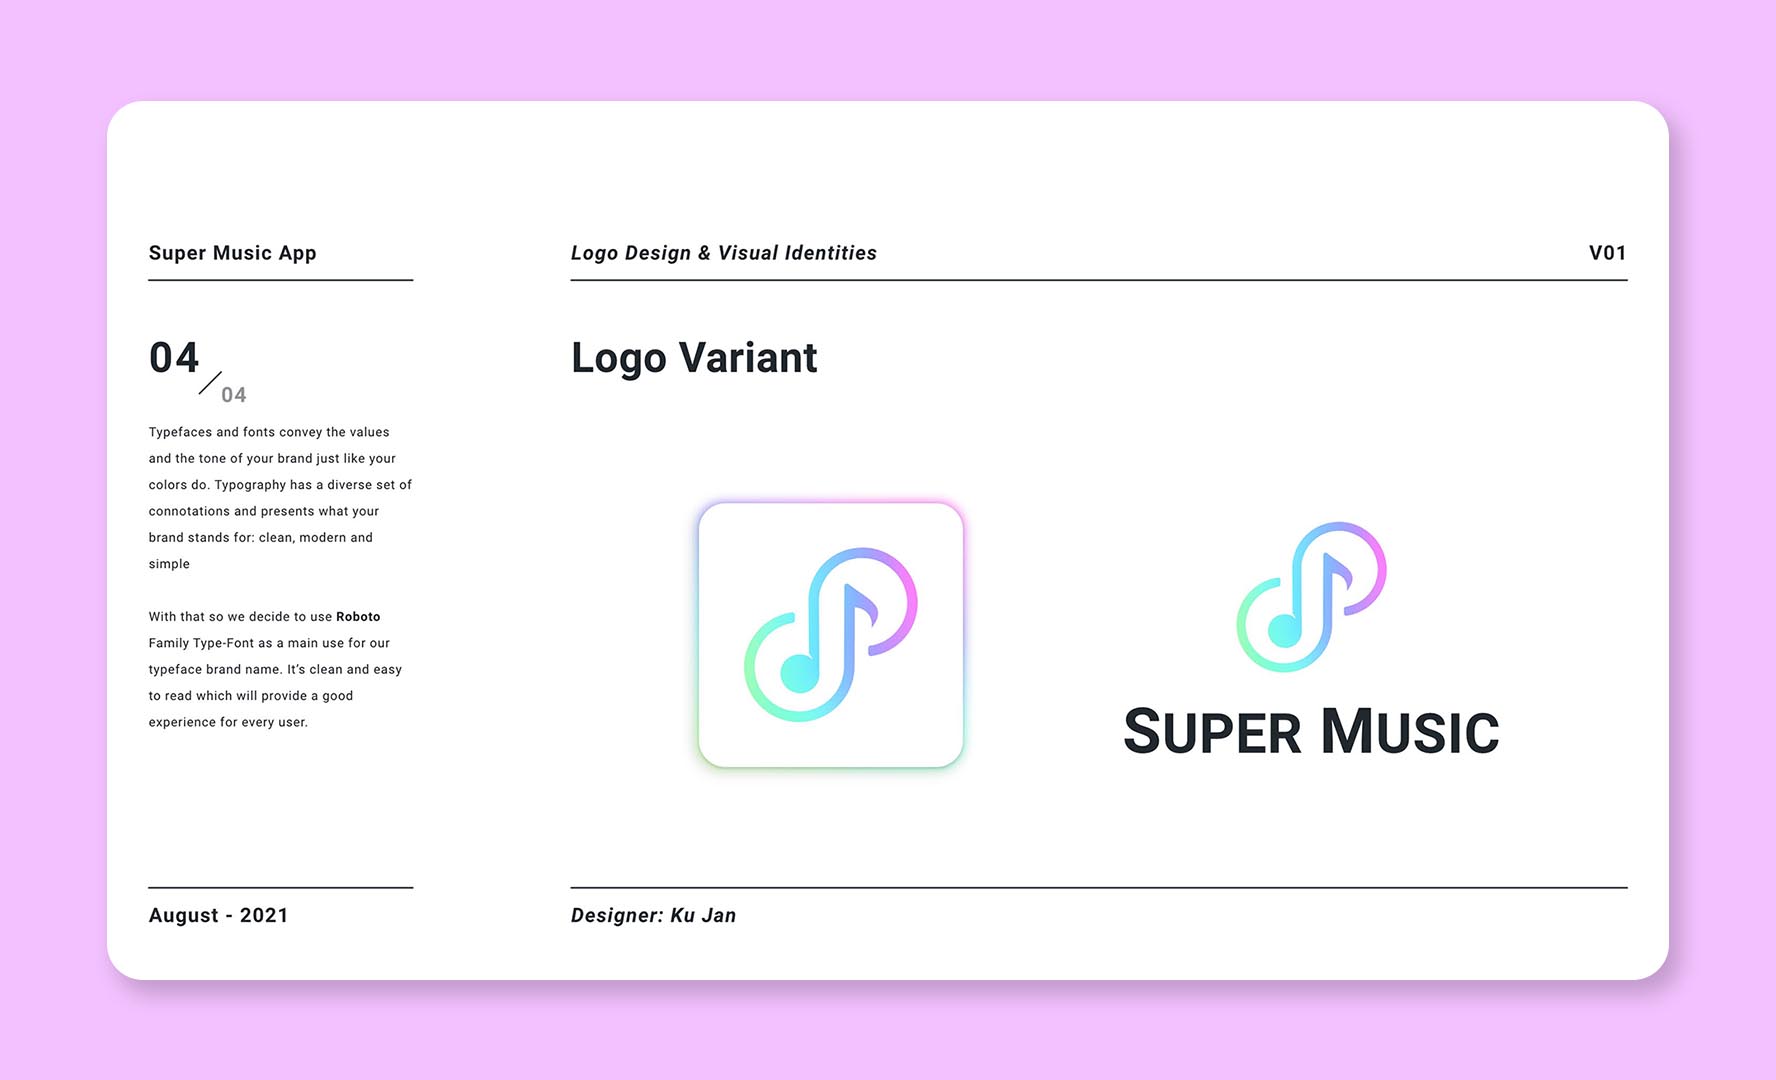 Super Music App
Logo Design & Visual Identities
V01
04
04
Logo Variant
Typefaces and fonts convey the values
and the tone of your brand just like your
colors do. Typography has a diverse set of
connotations and presents what your
brand stands for: clean, modern and
simple
With that so we decide to use Roboto
Family Type-Font as a main use for our
typeface brand name. It’s clean and easy
to read which will provide a good
experience for every user.
SUPER MUSIC
August - 2021
Designer: Ku Jan